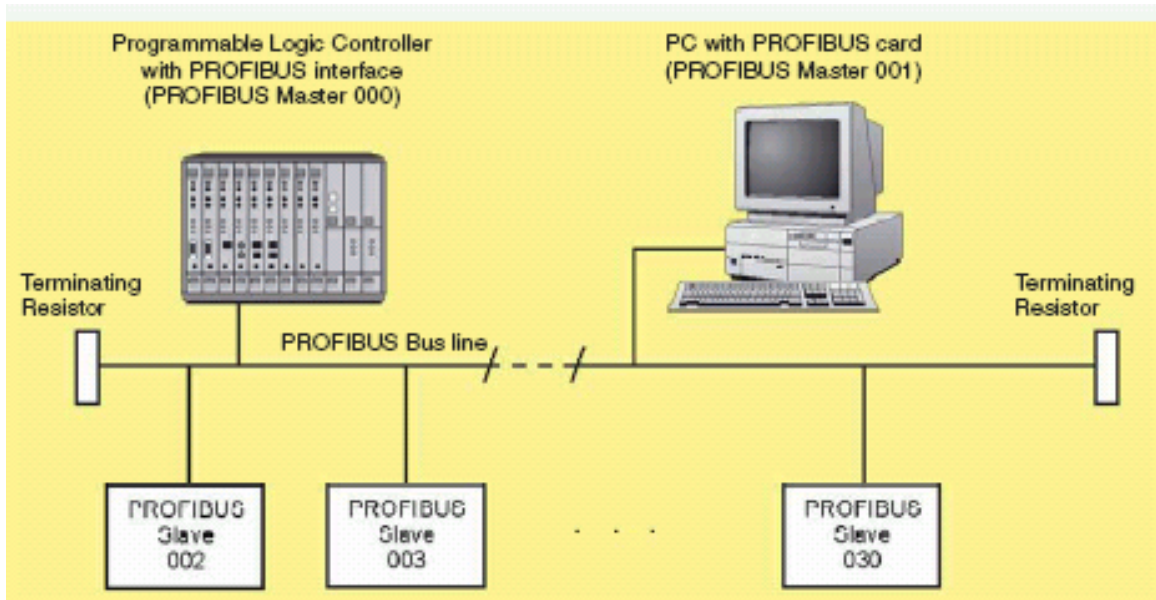 Programmable Logic Controller
with PROFIBUS interface
(PROFIBUS Master 000)
PC with PROFIBUS card
(PROFIBUS Master 001)
Terminating
Resistor
Terminating
Resistor
PROFIBUS Bus line
PROFIBUS
Slave
002
PROFIBUS
Slave
003
. . .
PROFIBUS
Slave
030